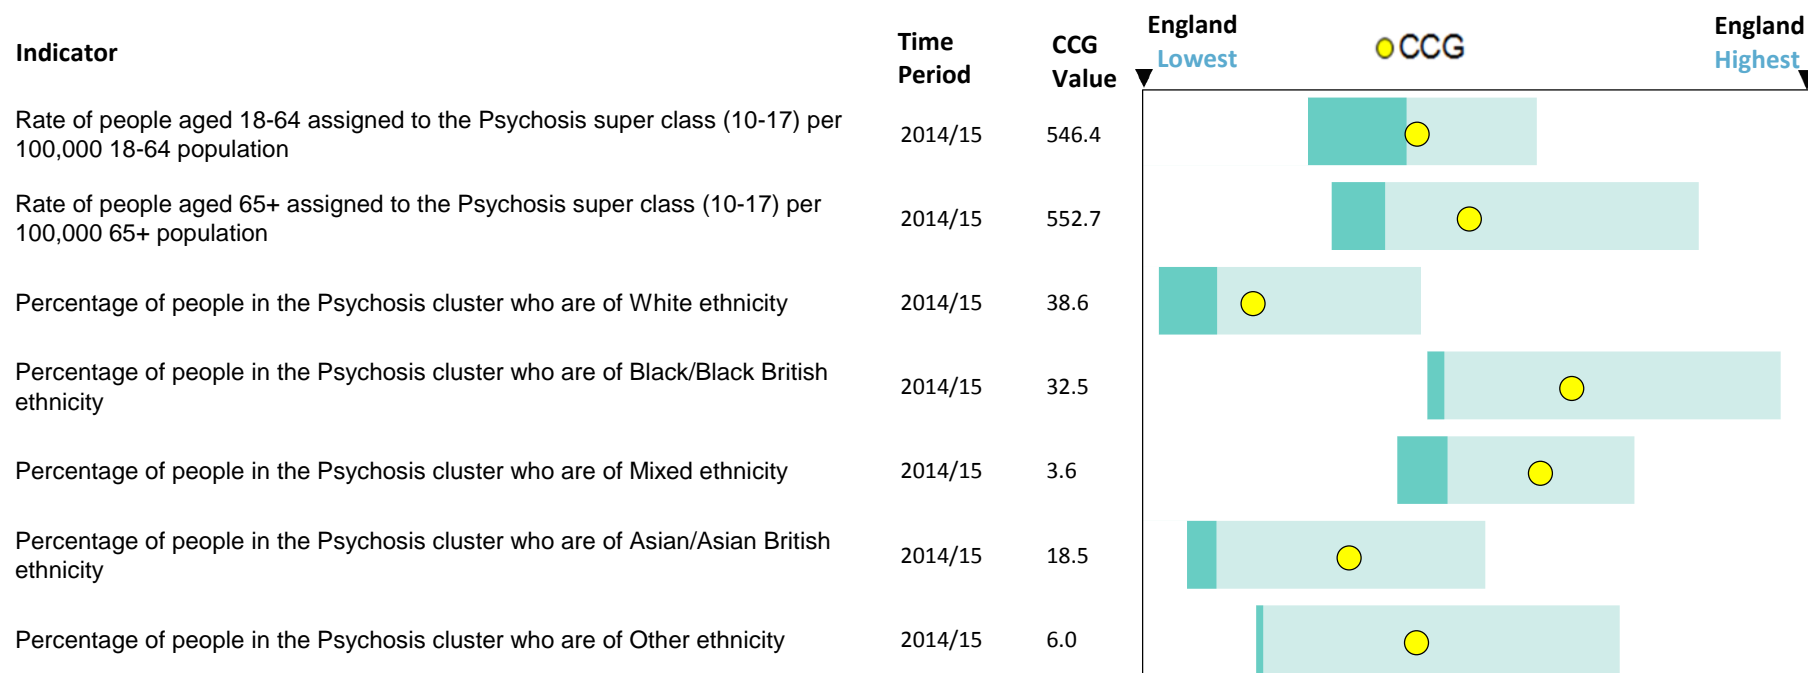 Indicator
Time
Period
CCG
Value
England
Lowest
CCG
England
Highest
Rate of people aged 18-64 assigned to the Psychosis super class (10-17) per
100,000 18-64 population
2014/15
546.4
Rate of people aged 65+ assigned to the Psychosis super class (10-17) per
100,000 65+ population
2014/15
552.7
Percentage of people in the Psychosis cluster who are of White ethnicity
2014/15
38.6
Percentage of people in the Psychosis cluster who are of Black/Black British
ethnicity
2014/15
32.5
Percentage of people in the Psychosis cluster who are of Mixed ethnicity
2014/15
3.6
Percentage of people in the Psychosis cluster who are of Asian/Asian British
ethnicity
2014/15
18.5
Percentage of people in the Psychosis cluster who are of Other ethnicity
2014/15
6.0